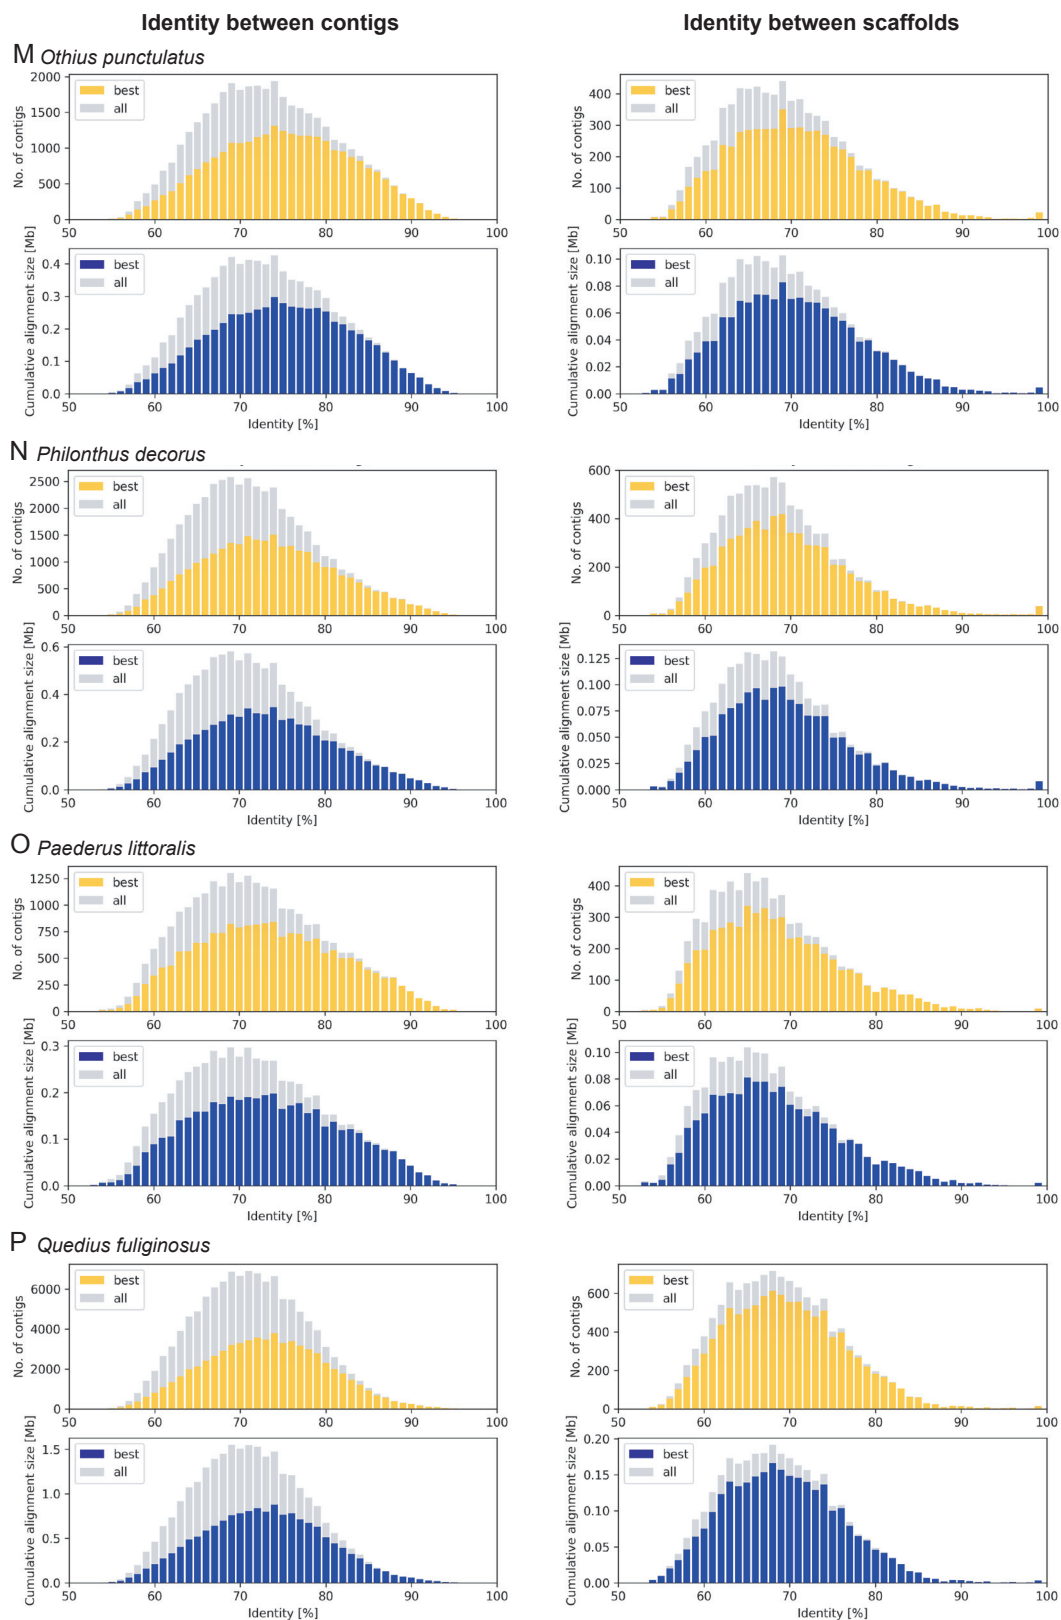 Identity between contigs
Identity between scaffolds
M Othius punctulatus
No. of contigs
2000
1500
1000
500
0
best
all
50 60 70 80 90 100
No. of contigs
400
300
200
100
0
best
all
50 60 70 80 90 100
Cumulative alignment size [Mb]
0.4
0.3
0.2
0.1
0.0
best
all
50 60 70 80 90 100
Identity [%]
Cumulative alignment size [Mb]
0.10
0.08
0.06
0.04
0.02
0.00
best
all
50 60 70 80 90 100
Identity [%]
N Philonthus decorus
No. of contigs
2500
2000
1500
1000
500
0
best
all
50 60 70 80 90 100
No. of contigs
600
400
200
0
best
all
50 60 70 80 90 100
Cumulative alignment size [Mb]
0.6
0.4
0.2
0.0
best
all
50 60 70 80 90 100
Identity [%]
Cumulative alignment size [Mb]
0.125
0.100
0.075
0.050
0.025
0.000
best
all
50 60 70 80 90 100
Identity [%]
O Paederus littoralis
No. of contigs
1250
1000
750
500
250
0
best
all
50 60 70 80 90 100
No. of contigs
400
300
200
100
0
best
all
50 60 70 80 90 100
Cumulative alignment size [Mb]
0.3
0.2
0.1
0.0
best
all
50 60 70 80 90 100
Identity [%]
Cumulative alignment size [Mb]
0.10
0.08
0.06
0.04
0.02
0.00
best
all
50 60 70 80 90 100
Identity [%]
P Quedius fuliginosus
No. of contigs
6000
4000
2000
0
best
all
50 60 70 80 90 100
No. of contigs
600
400
200
0
best
all
50 60 70 80 90 100
Cumulative alignment size [Mb]
1.5
1.0
0.5
0.0
best
all
50 60 70 80 90 100
Identity [%]
Cumulative alignment size [Mb]
0.20
0.15
0.10
0.05
0.00
best
all
50 60 70 80 90 100
Identity [%]